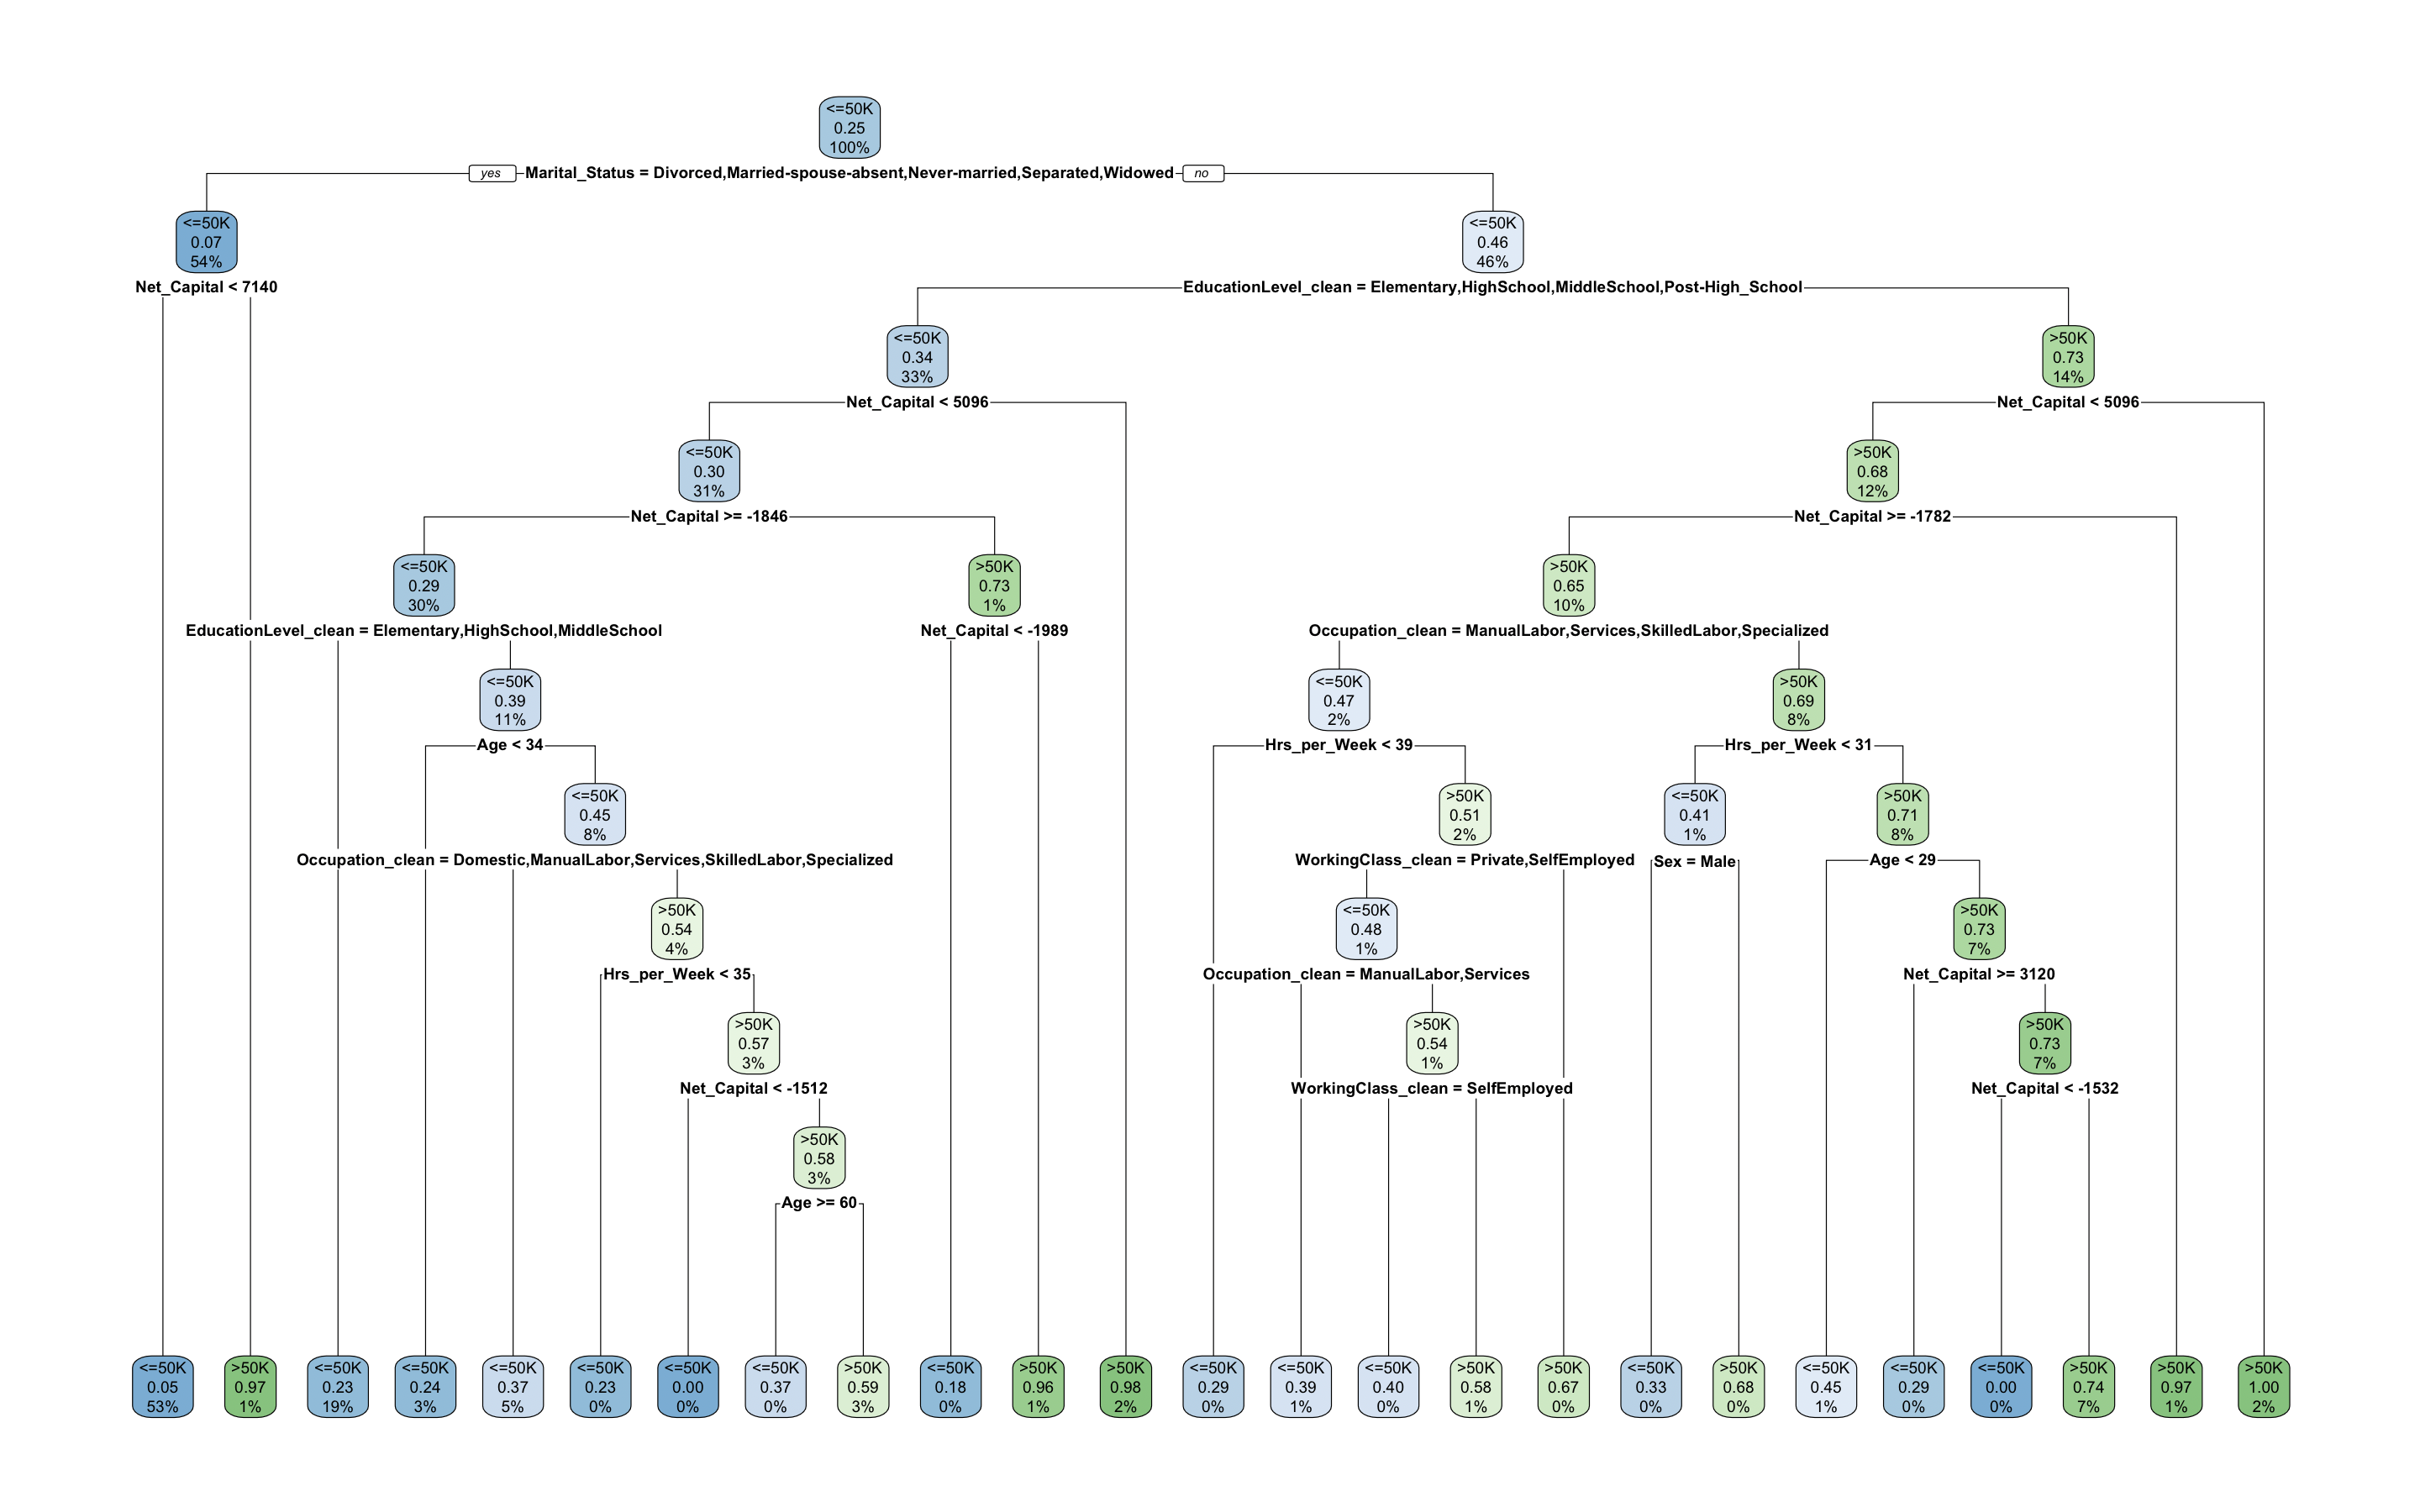 <=50K
0.25
100%
yes
Marital_Status = Divorced,Married-spouse-absent,Never-married,Separated,Widowed
no
<=50K
0.07
54%
<=50K
0.46
46%
Net_Capital < 7140
EducationLevel_clean = Elementary,HighSchool,MiddleSchool,Post-High_School
<=50K
0.34
33%
>50K
0.73
14%
Net_Capital < 5096
Net_Capital < 5096
<=50K
0.30
31%
>50K
0.68
12%
Net_Capital >= -1846
Net_Capital >= -1782
<=50K
0.29
30%
>50K
0.73
1%
>50K
0.65
10%
EducationLevel_clean = Elementary,HighSchool,MiddleSchool
Net_Capital < -1989
Occupation_clean = ManualLabor,Services,SkilledLabor,Specialized
<=50K
0.39
11%
<=50K
0.47
2%
>50K
0.69
8%
Age < 34
Hrs_per_Week < 39
Hrs_per_Week < 31
<=50K
0.45
8%
>50K
0.51
2%
<=50K
0.41
1%
>50K
0.71
8%
Occupation_clean = Domestic,ManualLabor,Services,SkilledLabor,Specialized
WorkingClass_clean = Private,SelfEmployed
Sex = Male
Age < 29
>50K
0.54
4%
<=50K
0.48
1%
>50K
0.73
7%
Hrs_per_Week < 35
Occupation_clean = ManualLabor,Services
Net_Capital >= 3120
>50K
0.57
3%
>50K
0.54
1%
>50K
0.73
7%
Net_Capital < -1512
WorkingClass_clean = SelfEmployed
Net_Capital < -1532
>50K
0.58
3%
Age >= 60
<=50K
0.05
53%
>50K
0.97
1%
<=50K
0.23
19%
<=50K
0.24
3%
<=50K
0.37
5%
<=50K
0.23
0%
<=50K
0.00
0%
<=50K
0.37
0%
>50K
0.59
3%
<=50K
0.18
0%
>50K
0.96
1%
>50K
0.98
2%
<=50K
0.29
0%
<=50K
0.39
1%
<=50K
0.40
0%
>50K
0.58
1%
>50K
0.67
0%
<=50K
0.33
0%
>50K
0.68
0%
<=50K
0.45
1%
<=50K
0.29
0%
<=50K
0.00
0%
>50K
0.74
7%
>50K
0.97
1%
>50K
1.00
2%